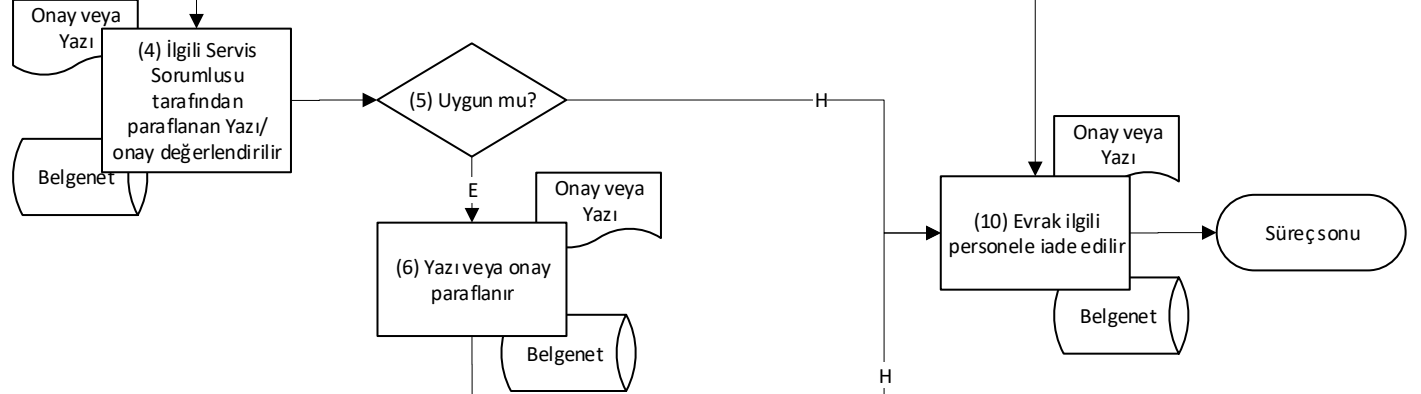 Onay veya
Yazı
(4) İlgili Servis
Sorumlusu
tarafından
paraflanan Yazı/
onay değerlendirilir
Belgenet
(5) Uygun mu?
H
E
Onay veya
Yazı
(6) Yazı veya onay
paraflanır
Belgenet
H
Onay veya
Yazı
(10) Evrak ilgili
personele iade edilir
Belgenet
Süreç sonu